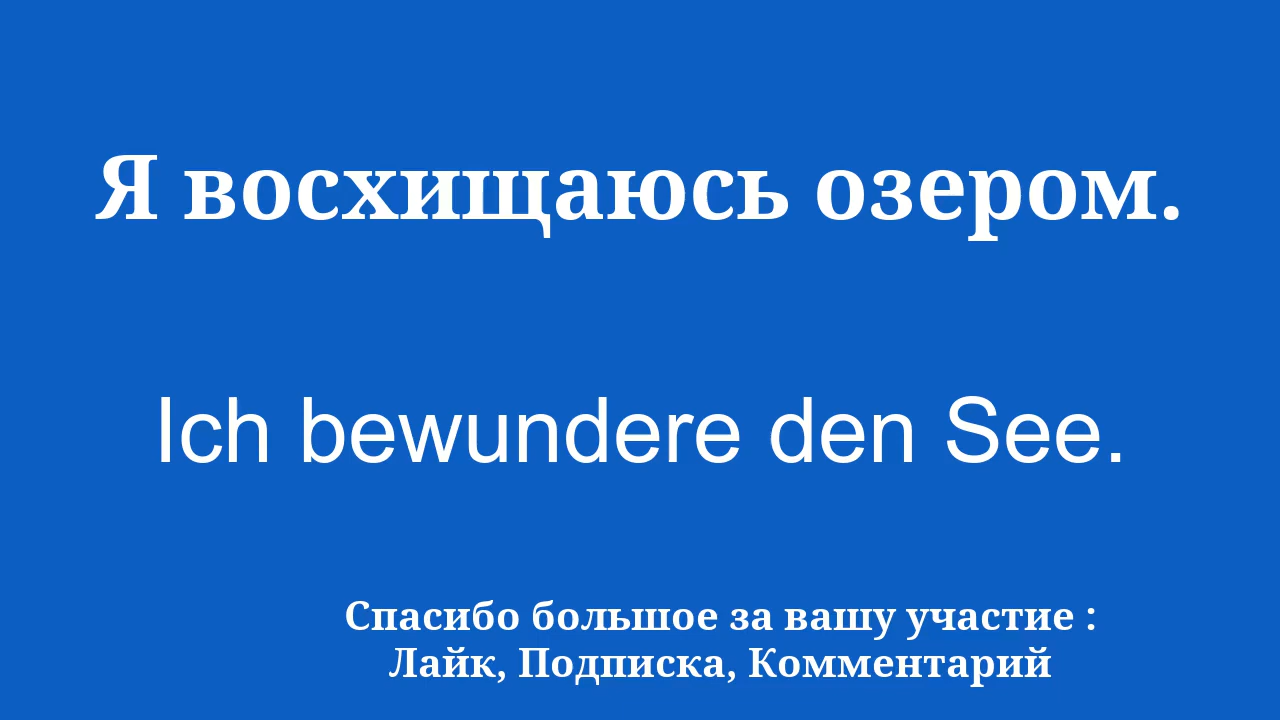 Я восхищаюсь озером.
Ich bewundere den See.
Спасибо большое за вашу участие :
Лайк, Подписка, Комментарий